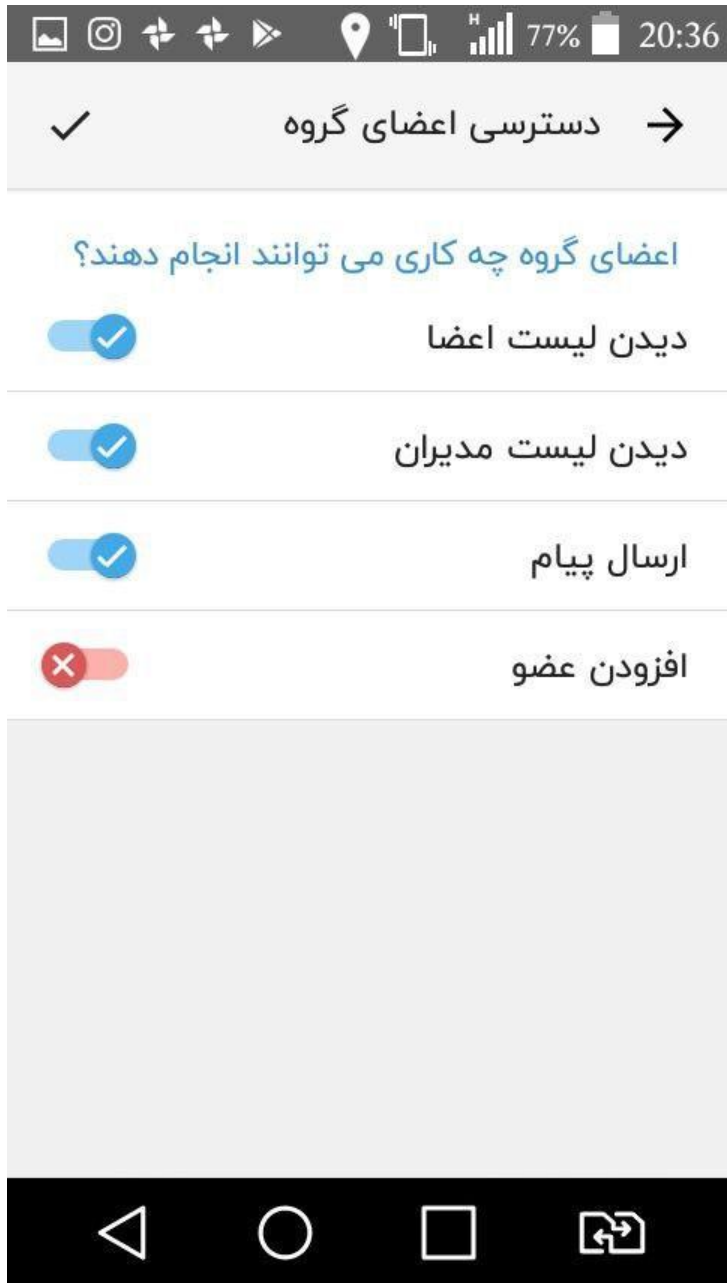 H 77% 20:36
دسترسی اعضای گروه
اعضای گروه چه کاری می توانند انجام دهند؟
دیدن لیست اعضا
دیدن لیست مدیران
ارسال پیام
افزودن عضو